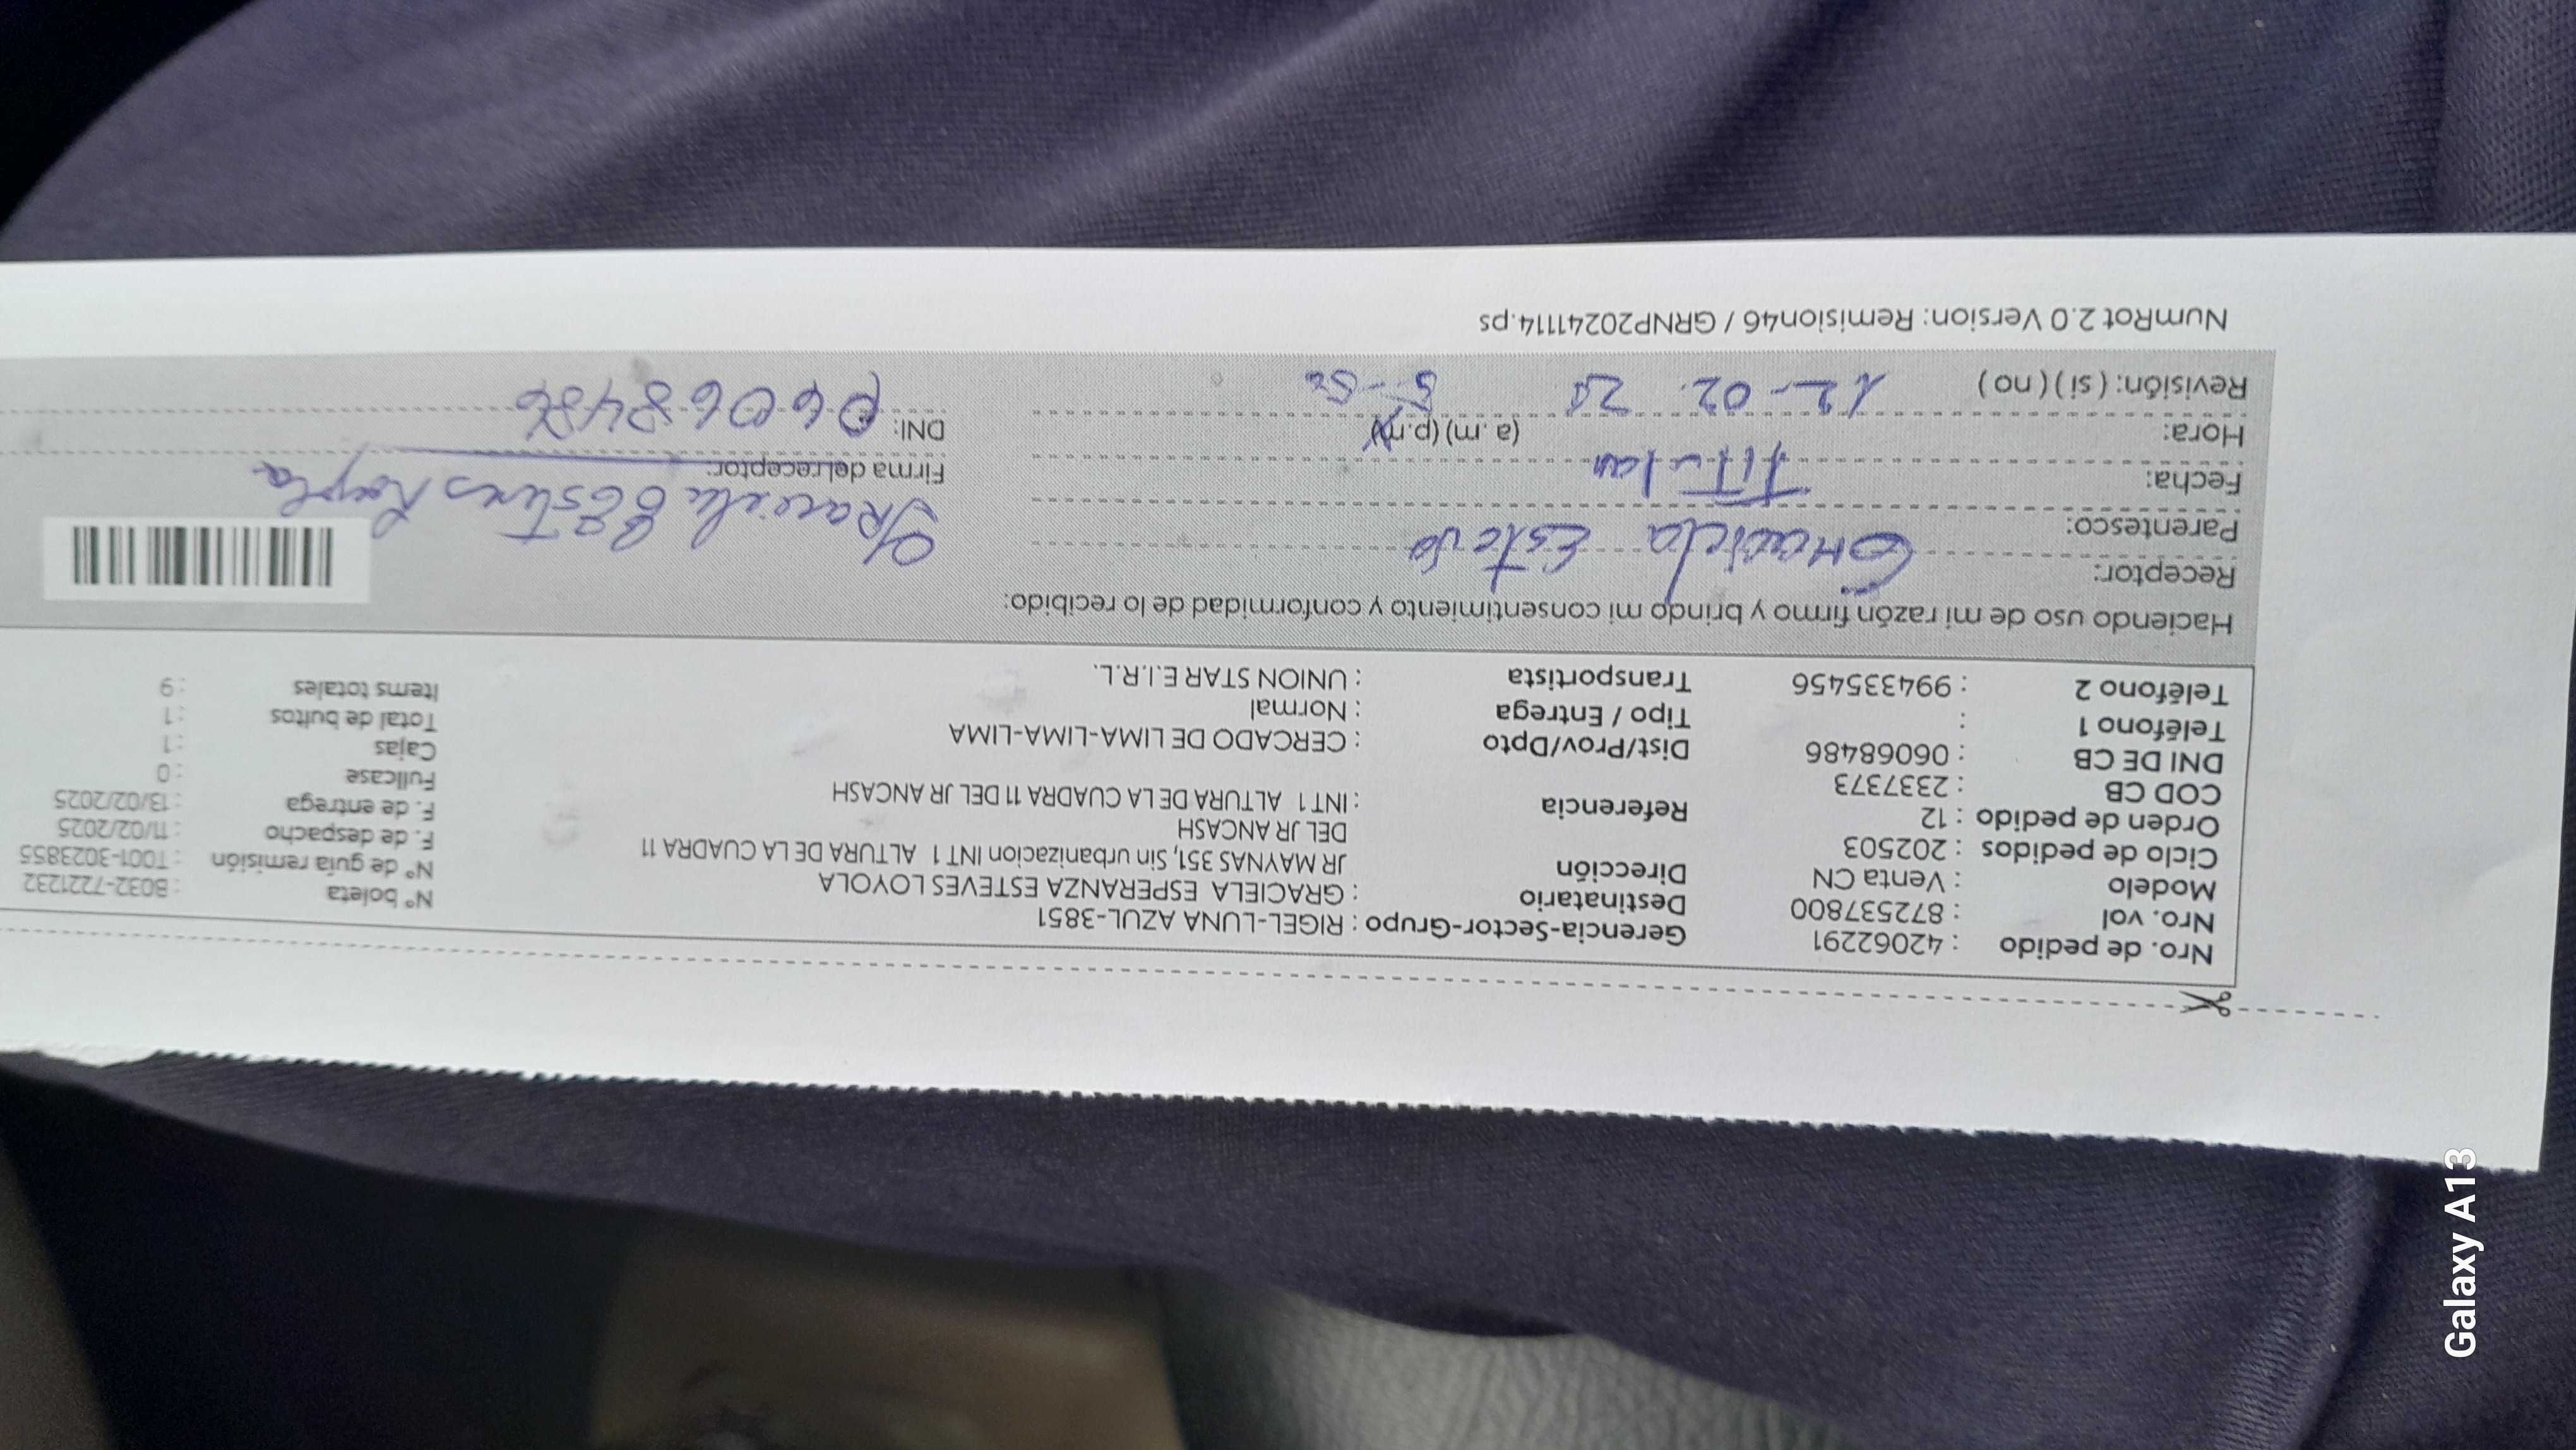 Nro. de pedido : 42062291
Nro. vol : 872537800
Modelo : Venta CN
Ciclo de pedidos : 202503
Orden de pedido : 12
COD CB : 2337373
DNI DE CB : 06068486
Teléfono 1 :
Teléfono 2 : 994335456
Gerencia-Sector-Grupo : RIGEL-LUNA AZUL-3851
Destinatario : GRACIELA ESPERANZA ESTEVES LOYOLA
Dirección JR MAYNAS 351, Sin urbanizacion INT 1 ALTURA DE LA CUADRA 11
DEL JR ANCASH
Referencia : INT 1 ALTURA DE LA CUADRA 11 DEL JR ANCASH
Dist/Prov/Dpto : CERCADO DE LIMA-LIMA-LIMA
Tipo / Entrega : Normal
Transportista : UNION STAR E.I.R.L.
N° boleta : B032-7221232
N° de guía remisión : T001-3023855
F. de despacho : 11/02/2025
F. de entrega : 13/02/2025
Fullcase : 0
Cajas : 1
Total de bultos : 1
Items totales : 9
Haciendo uso de mi razón firmo y brindo mi consentimiento y conformidad de lo recibido:
Receptor: Graciela
Parentesco: Titular
Fecha:
Hora: (a. m) (p.m)
Revisión: ( si ) ( no ) 12-02
Firma del receptor:
DNI:
NumRot 2.0 Version: Remision46 / GRNP20241114.ps
Galaxy A13